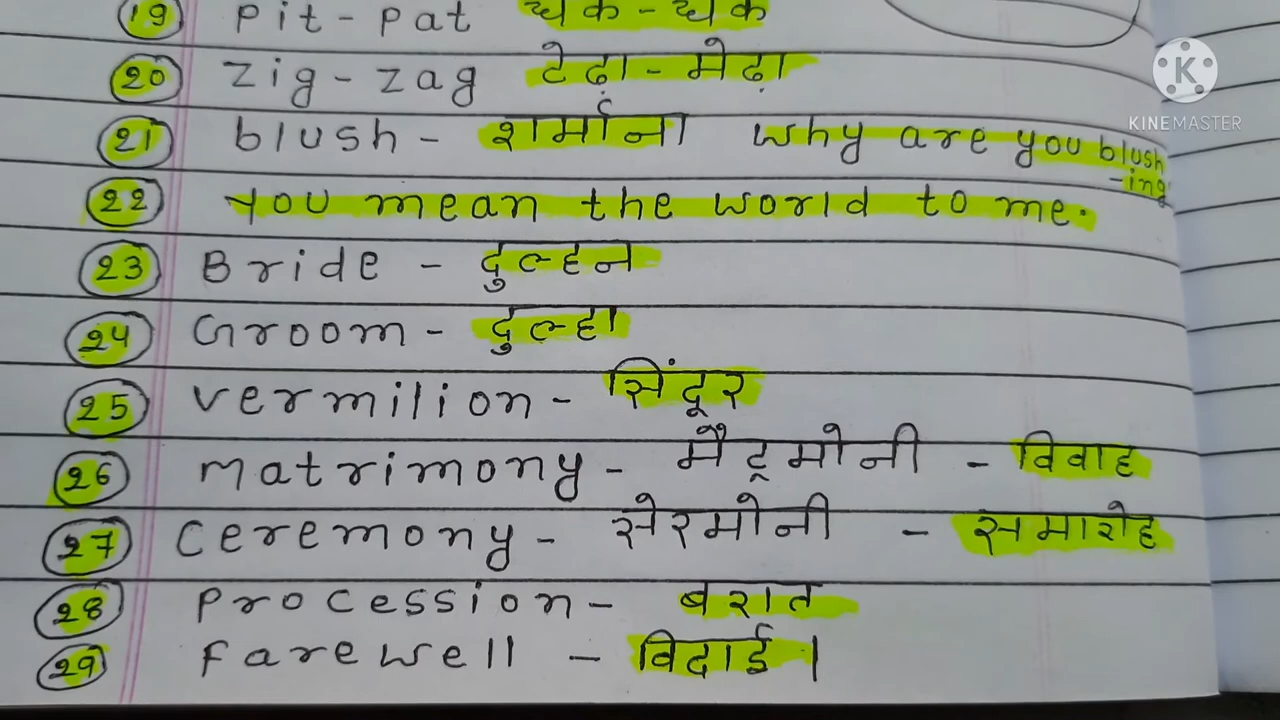 19 Pit-pat धक-धक
20 Zig-zag टेढ़ा-मेढ़ा
KINEMASTER
21 blush- शर्माना why are you blush
-ing
22 You mean the world to me.
23 Bride - दुल्हन
24 Groom- दुल्हा
25 vermilion- सिंदूर
26 Matrimony- मैट्रमोनी - विवाह
27 Ceremony- सेरमोनी - समारोह
28 Procession- बरात
29 Farewell - विदाई।